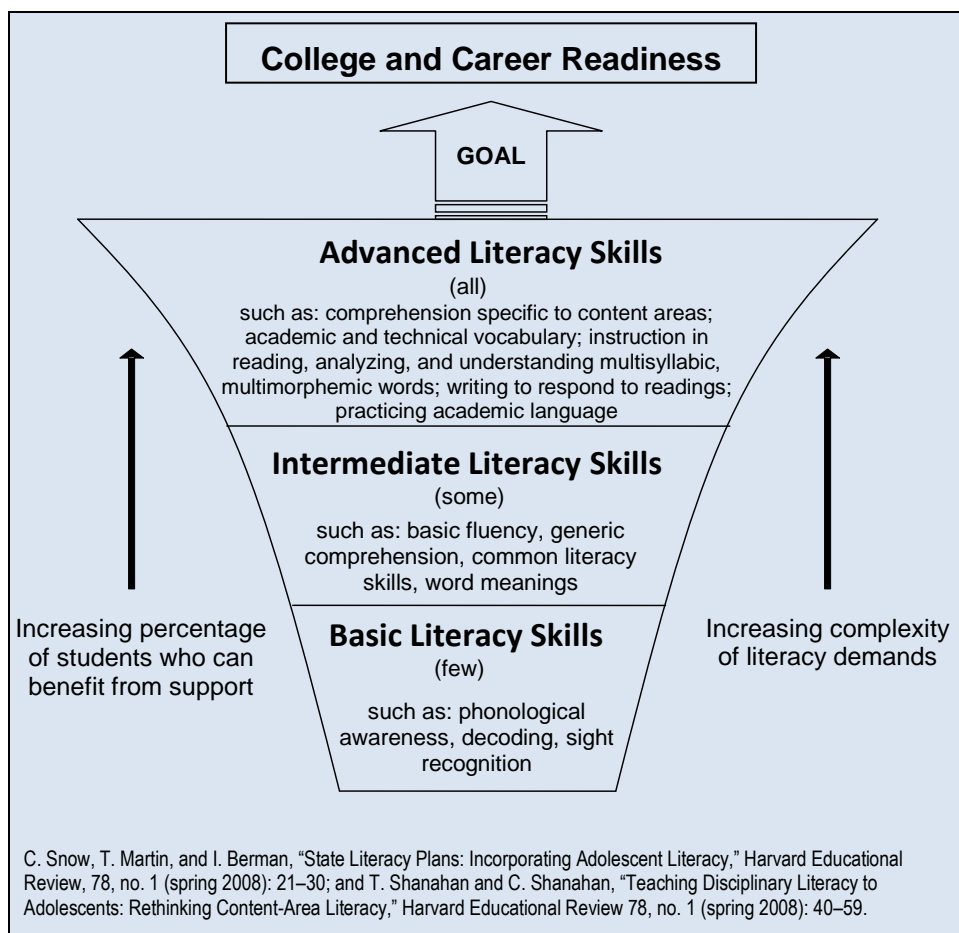 College and Career Readiness
GOAL
Advanced Literacy Skills
(all)
such as: comprehension specific to content areas;
academic and technical vocabulary; instruction in
reading, analyzing, and understanding multisyllabic,
multimorphemic words; writing to respond to readings;
practicing academic language
Intermediate Literacy Skills
(some)
such as: basic fluency, generic
comprehension, common literacy
skills, word meanings
Basic Literacy Skills
(few)
such as: phonological
awareness, decoding, sight
recognition
Increasing percentage
of students who can
benefit from support
Increasing complexity
of literacy demands
C. Snow, T. Martin, and I. Berman, “State Literacy Plans: Incorporating Adolescent Literacy,” Harvard Educational
Review, 78, no. 1 (spring 2008): 21–30; and T. Shanahan and C. Shanahan, “Teaching Disciplinary Literacy to
Adolescents: Rethinking Content-Area Literacy,” Harvard Educational Review 78, no. 1 (spring 2008): 40–59.